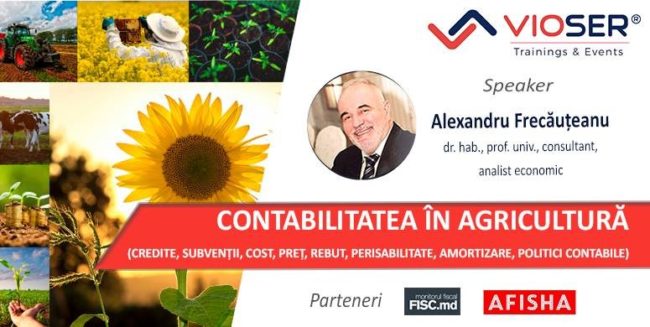 VIOSER®
Trainings & Events
Speaker
Alexandru Frecăuțeanu
dr. hab., prof. univ., consultant,
analist economic
CONTABILITATEA ÎN AGRICULTURĂ
(CREDITE, SUBVENȚII, COST, PREȚ, REBUT, PERISABILITATE, AMORTIZARE, POLITICI CONTABILE)
Parteneri
monitorul fiscal
FISC.md
AFISHA